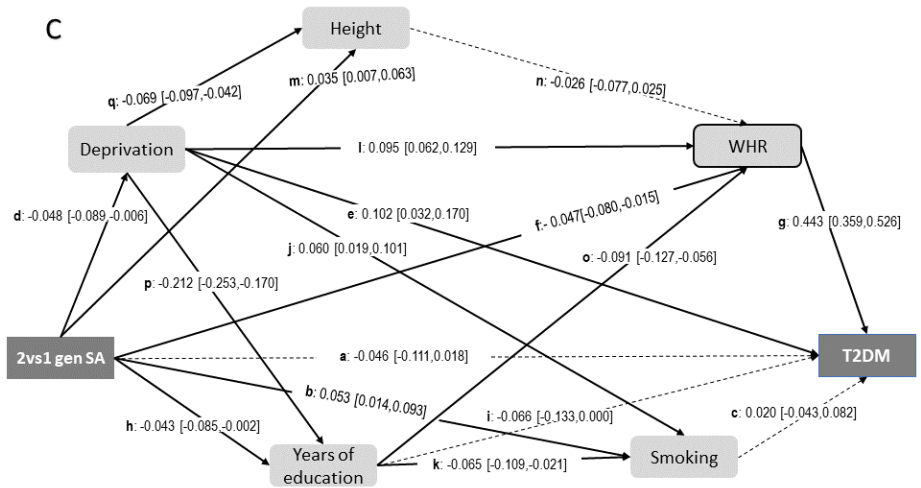 C
Height
q: -0.069 [-0.097,-0.042]
m: 0.035 [0.007,0.063]
n: -0.026 [-0.077,0.025]
Deprivation
l: 0.095 [0.062,0.129]
WHR
d: -0.048 [-0.089,-0.006]
e: 0.102 [0.032,0.170]
f:- 0.047[-0.080,-0.015]
g: 0.443 [0.359,0.526]
j: 0.060 [0.019,0.101]
o: -0.091 [-0.127,-0.056]
p: -0.212 [-0.253,-0.170]
2vs1 gen SA
a: -0.046 [-0.111,0.018]
T2DM
b: 0.053 [0.014,0.093]
i: -0.066 [-0.133,0.000]
c: 0.020 [-0.043,0.082]
h: -0.043 [-0.085,-0.002]
Years of
education
k: -0.065 [-0.109,-0.021]
Smoking